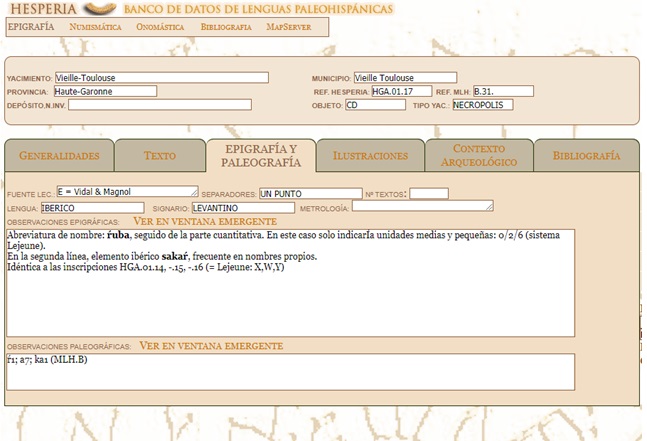 HESPERIA BANCO DE DATOS DE LENGUAS PALEOHISPÁNICAS
EPIGRAFÍA NUMISMÁTICA ONOMÁSTICA BIBLIOGRAFIA MAPSERVER
YACIMIENTO: Vieille-Toulouse MUNICIPIO: Vieille Toulouse
PROVINCIA: Haute-Garonne REF. HESPERIA: HGA.01.17 REF. MLH: B.31.
DEPÓSITO.N.INV. OBJETO: CD TIPO YAC.: NECROPOLIS
GENERALIDADES TEXTO EPIGRAFÍA Y PALEOGRAFÍA ILUSTRACIONES CONTEXTO ARQUEOLÓGICO BIBLIOGRAFÍA
FUENTE LEC.: E = Vidal & Magnol SEPARADORES: UN PUNTO Nº TEXTOS:
LENGUA: IBERICO SIGNARIO: LEVANTINO METROLOGÍA:
OBSERVACIONES EPIGRÁFICAS: VER EN VENTANA EMERGENTE
Abreviatura de nombre: ŕuba, seguido de la parte cuantitativa. En este caso solo indicaría unidades medias y pequeñas: 0/2/6 (sistema
Lejeune).
En la segunda línea, elemento ibérico sakaŕ, frecuente en nombres propios.
Idéntica a las inscripciones HGA.01.14, -.15, -.16 (= Lejeune: X,W,Y)
OBSERVACIONES PALEOGRÁFICAS: VER EN VENTANA EMERGENTE
ŕ1; a7; ka1 (MLH.B)